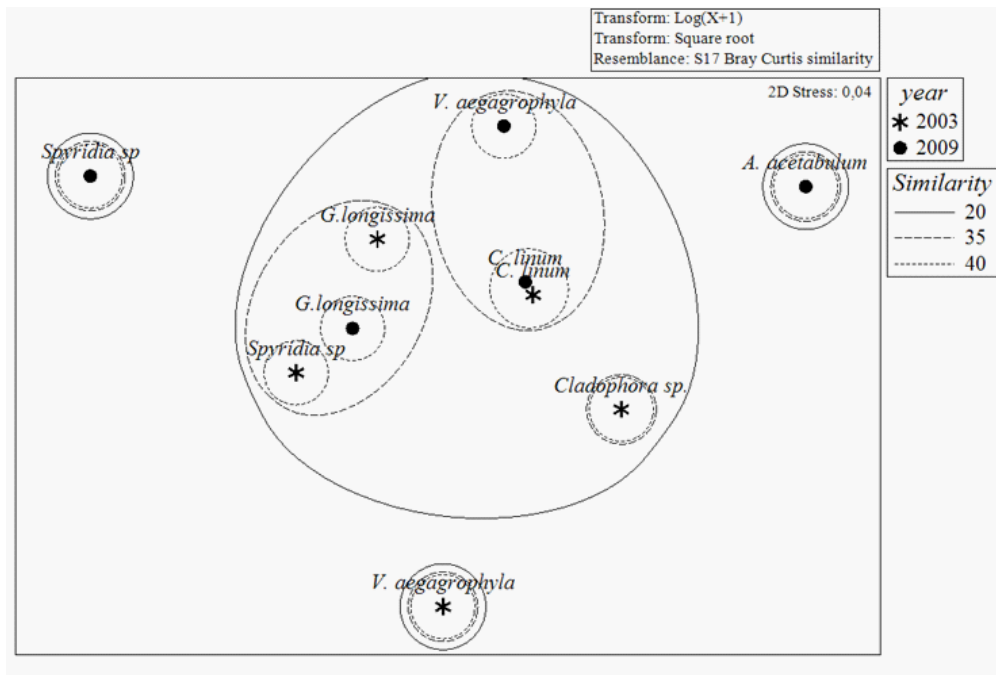 Transform: Log(X+1)
Transform: Square root
Resemblance: S17 Bray Curtis similarity
2D Stress: 0,04
year
2003
2009
Similarity
20
35
40
V. aegagrophyla
Spyridia sp
A. acetabulum
G.longissima
C. linum
C. linum
G.longissima
Spyridia sp
Cladophora sp.
V. aegagrophyla